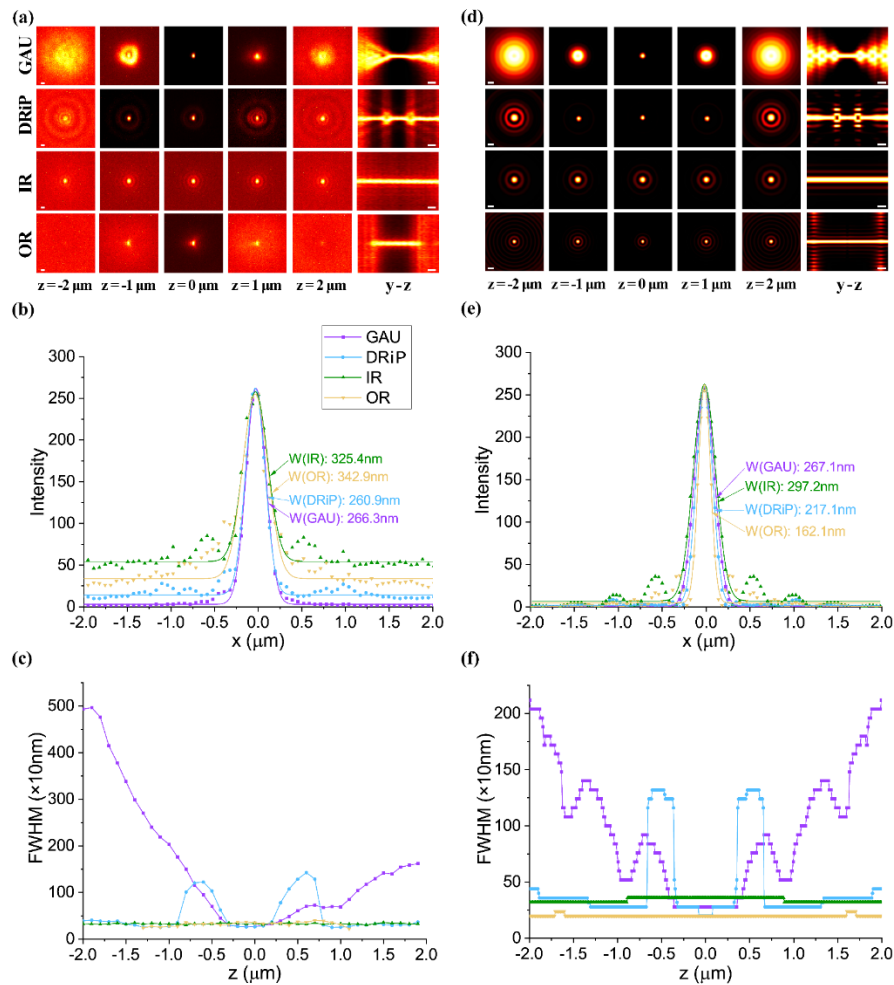 (a)
GAU
DRiP
IR
OR
z = -2 μm z= -1 μm z= 0 μm z= 1 μm z= 2 μm y - z
(d)
z = -2 μm z= -1 μm z= 0 μm z= 1 μm z= 2 μm y - z
(b)
GAU
DRiP
IR
OR
300
250
200
150
100
50
0
Intensity
W(IR): 325.4nm
W(OR): 342.9nm
W(DRiP): 260.9nm
W(GAU): 266.3nm
-2.0 -1.5 -1.0 -0.5 0.0 0.5 1.0 1.5 2.0
x (μm)
(e)
300
250
200
150
100
50
0
Intensity
W(GAU): 267.1nm
W(IR): 297.2nm
W(DRiP): 217.1nm
W(OR): 162.1nm
-2.0 -1.5 -1.0 -0.5 0.0 0.5 1.0 1.5 2.0
x (μm)
(c)
500
400
300
200
100
0
FWHM (×10nm)
-2.0 -1.5 -1.0 -0.5 0.0 0.5 1.0 1.5 2.0
z (μm)
(f)
200
150
100
50
0
FWHM (×10nm)
-2.0 -1.5 -1.0 -0.5 0.0 0.5 1.0 1.5 2.0
z (μm)